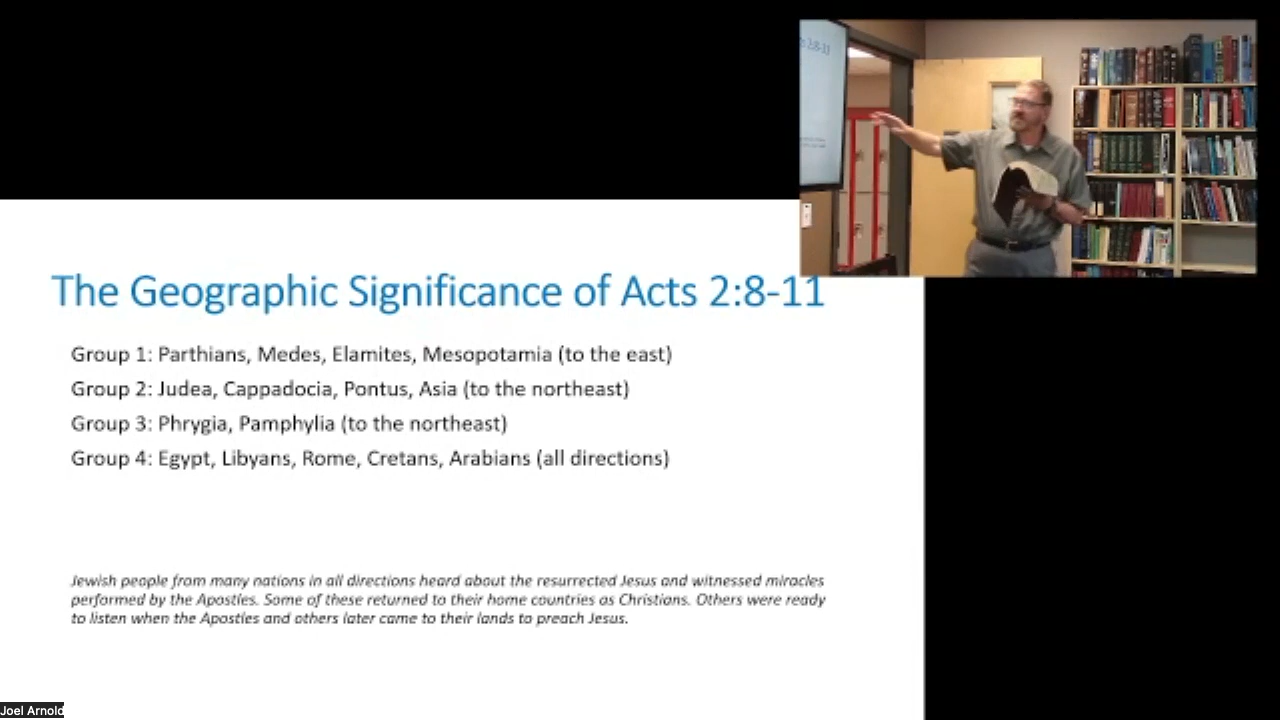 The Geographic Significance of Acts 2:8-11
Group 1: Parthians, Medes, Elamites, Mesopotamia (to the east)
Group 2: Judea, Cappadocia, Pontus, Asia (to the northeast)
Group 3: Phrygia, Pamphylia (to the northeast)
Group 4: Egypt, Libyans, Rome, Cretans, Arabians (all directions)
Jewish people from many nations in all directions heard about the resurrected Jesus and witnessed miracles
performed by the Apostles. Some of these returned to their home countries as Christians. Others were ready
to listen when the Apostles and others later came to their lands to preach Jesus.
Joel Arnold